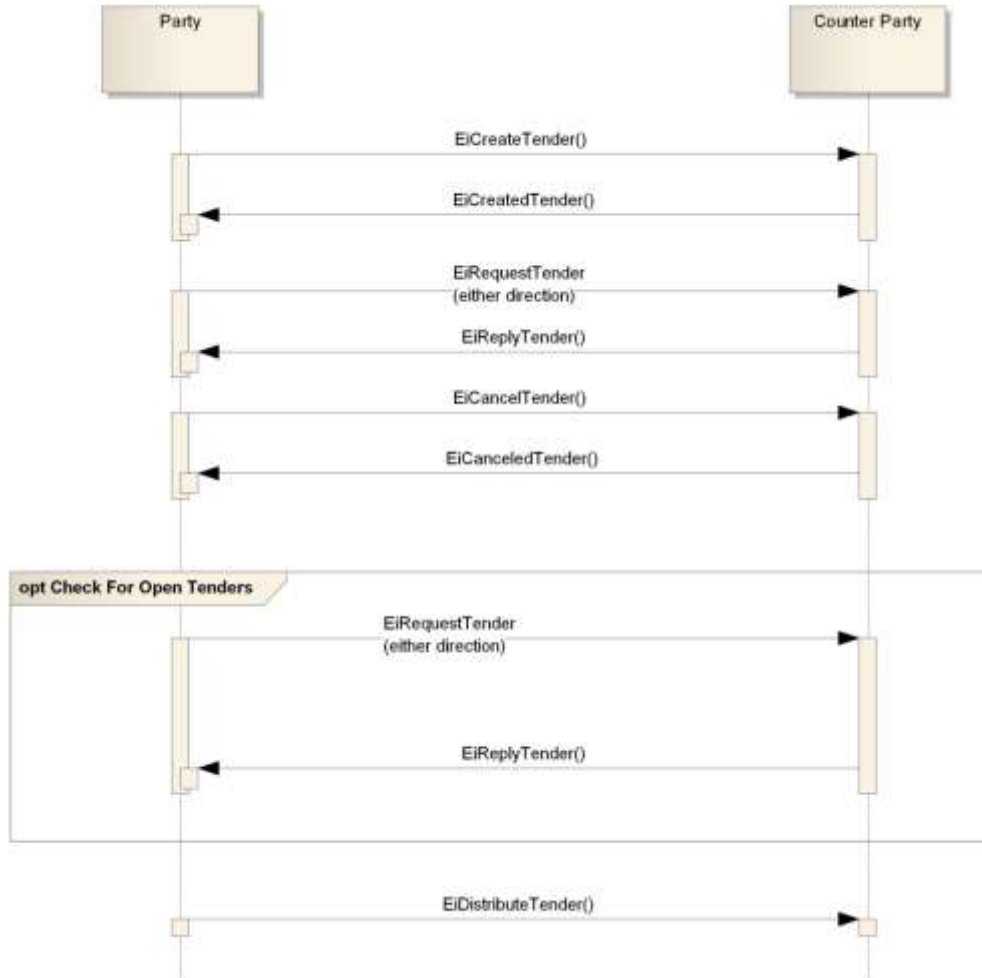 Party
Counter Party
EiCreateTender()
EiCreatedTender()
EiRequestTender
(either direction)
EiReplyTender()
EiCancelTender()
EiCanceledTender()
opt Check For Open Tenders
EiRequestTender
(either direction)
EiReplyTender()
EiDistributeTender()